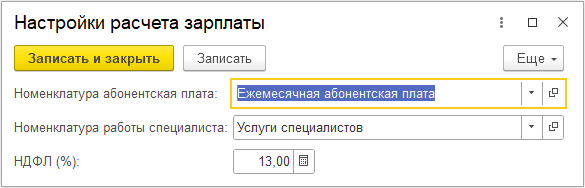 Настройки расчета зарплаты
Записать и закрыть Записать Еще
Номенклатура абонентская плата: Ежемесячная абонентская плата
Номенклатура работы специалиста: Услуги специалистов
НДФЛ (%): 13,00